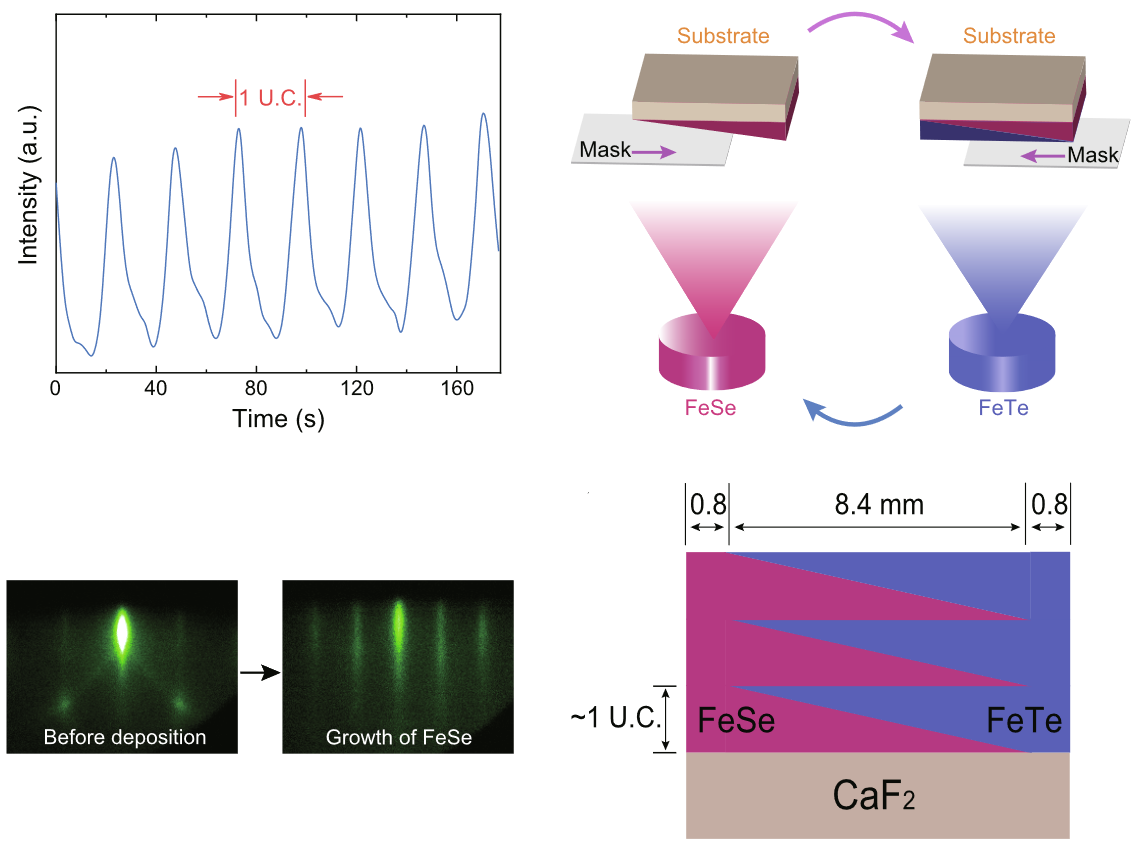 Intensity (a.u.)
1 U.C.
0 40 80 120 160
Time (s)
Substrate
Substrate
Mask
Mask
FeSe
FeTe
Before deposition
Growth of FeSe
0.8 8.4 mm 0.8
~1 U.C.
FeSe
FeTe
CaF₂